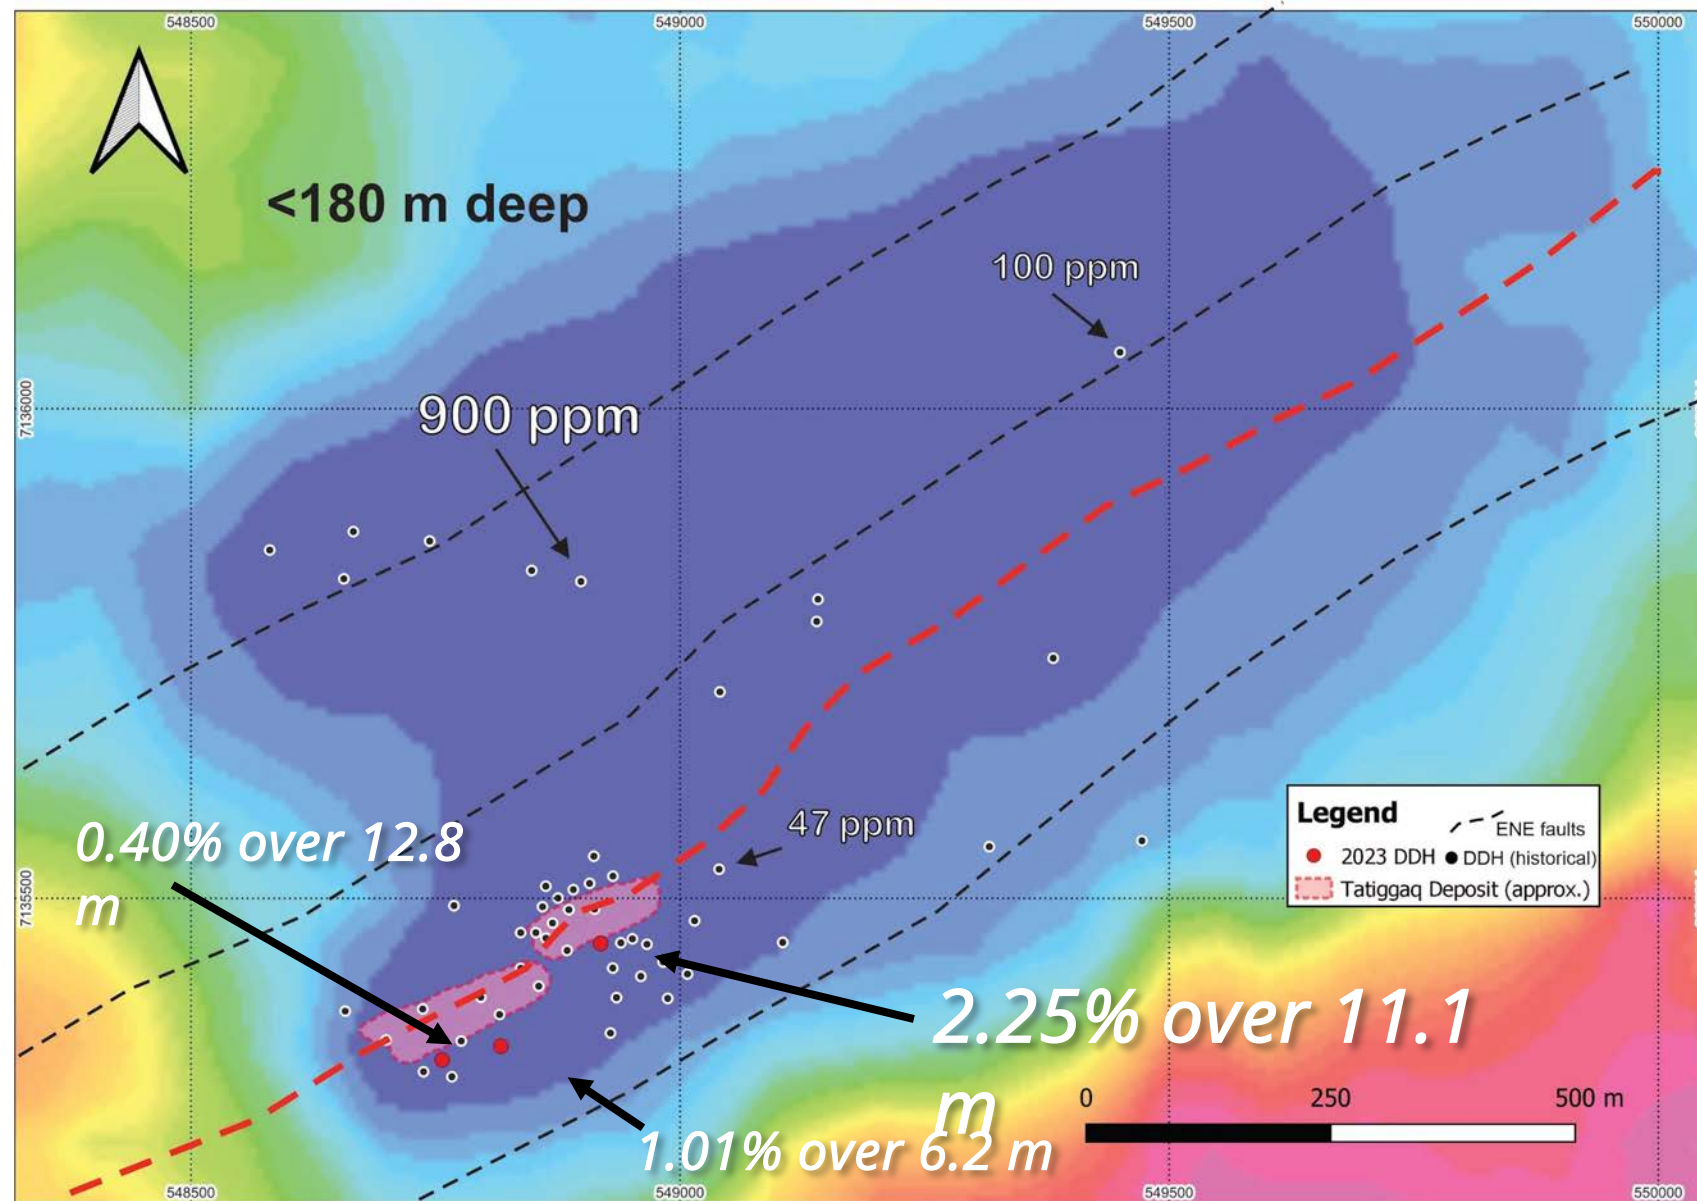 548500 549000 549500 550000
<180 m deep
100 ppm
7136000
900 ppm
47 ppm
0.40% over 12.8
m
7135500
Legend
ENE faults
2023 DDH DDH (historical)
Tatiggaq Deposit (approx.)
2.25% over 11.1
m
1.01% over 6.2 m
0 250 500 m
548500 549000 549500 550000